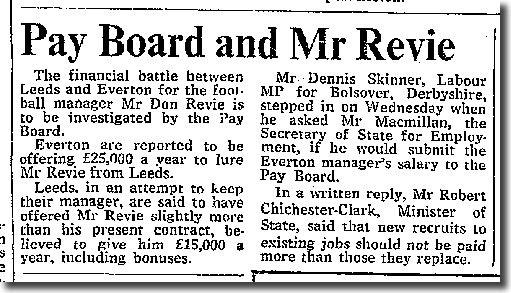 Pay Board and Mr Revie
The financial battle between
Leeds and Everton for the foot-
ball manager Mr Don Revie is
to be investigated by the Pay
Board.
Everton are reported to be
offering £25,000 a year to lure
Mr Revie from Leeds.
Leeds, in an attempt to keep
their manager, are said to have
offered Mr Revie slightly more
than his present contract, be-
lieved to give him £15,000 a
year, including bonuses.
Mr Dennis Skinner, Labour
MP for Bolsover, Derbyshire,
stepped in on Wednesday when
he asked Mr Macmillan, the
Secretary of State for Employ-
ment, if he would submit the
Everton manager's salary to the
Pay Board.
In a written reply, Mr Robert
Chichester-Clark, Minister of
State, said that new recruits to
existing jobs should not be paid
more than those they replace.